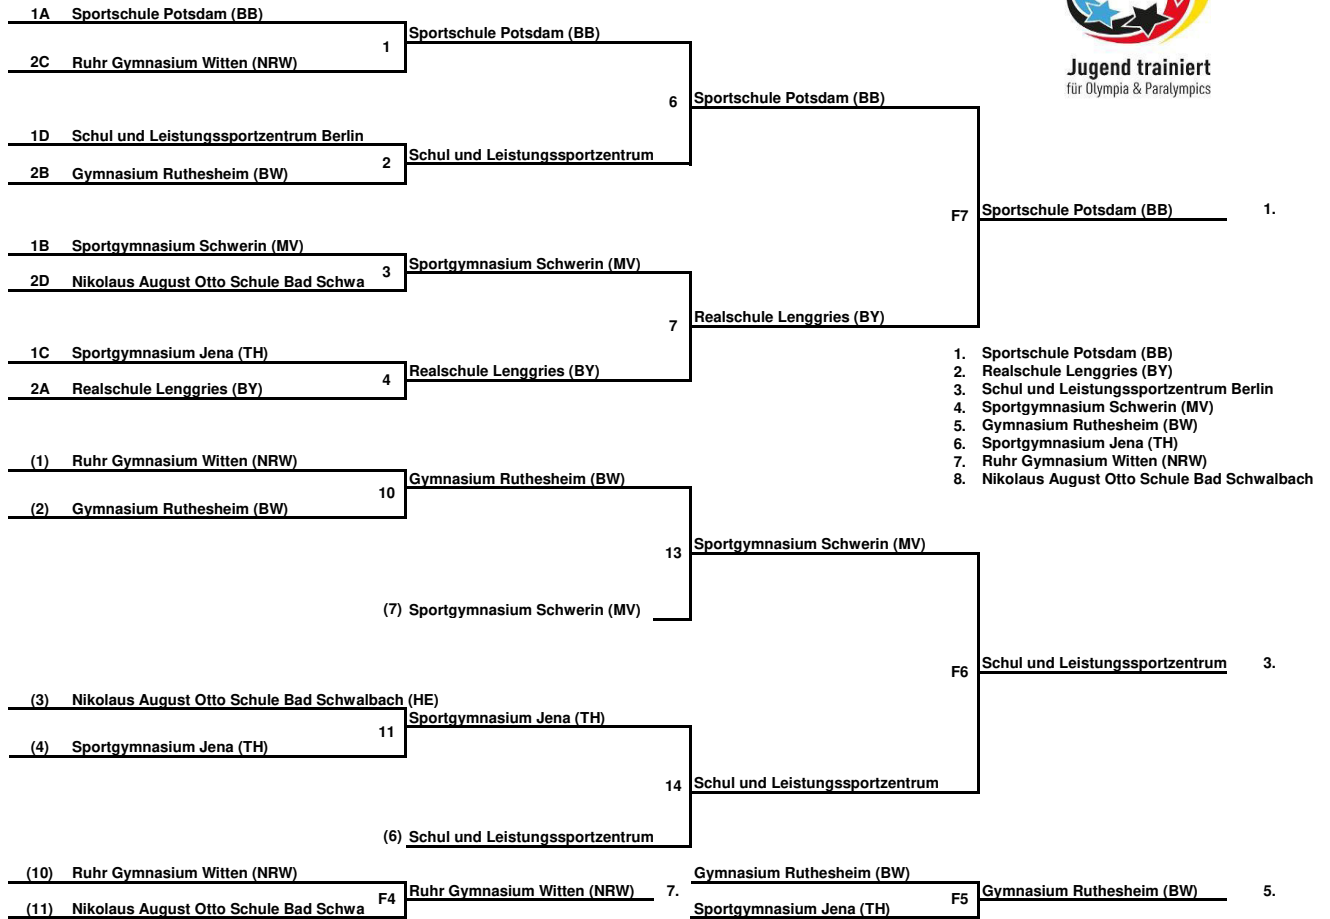 1A Sportschule Potsdam (BB)
Sportschule Potsdam (BB)
1
2C Ruhr Gymnasium Witten (NRW)
Jugend trainiert
für Olympia & Paralympics
6 Sportschule Potsdam (BB)
1D Schul und Leistungssportzentrum Berlin
2 Schul und Leistungssportzentrum
2B Gymnasium Ruthesheim (BW)
F7 Sportschule Potsdam (BB) 1.
1B Sportgymnasium Schwerin (MV)
3 Sportgymnasium Schwerin (MV)
2D Nikolaus August Otto Schule Bad Schwa
7 Realschule Lenggries (BY)
1C Sportgymnasium Jena (TH)
4 Realschule Lenggries (BY)
2A Realschule Lenggries (BY)
1. Sportschule Potsdam (BB)
2. Realschule Lenggries (BY)
3. Schul und Leistungssportzentrum Berlin
4. Sportgymnasium Schwerin (MV)
5. Gymnasium Ruthesheim (BW)
6. Sportgymnasium Jena (TH)
7. Ruhr Gymnasium Witten (NRW)
8. Nikolaus August Otto Schule Bad Schwalbach
(1) Ruhr Gymnasium Witten (NRW)
10 Gymnasium Ruthesheim (BW)
(2) Gymnasium Ruthesheim (BW)
13 Sportgymnasium Schwerin (MV)
(7) Sportgymnasium Schwerin (MV)
F6 Schul und Leistungssportzentrum 3.
(3) Nikolaus August Otto Schule Bad Schwalbach (HE)
11 Sportgymnasium Jena (TH)
(4) Sportgymnasium Jena (TH)
14 Schul und Leistungssportzentrum
(6) Schul und Leistungssportzentrum
(10) Ruhr Gymnasium Witten (NRW)
F4 Ruhr Gymnasium Witten (NRW) 7.
(11) Nikolaus August Otto Schule Bad Schwa
Gymnasium Ruthesheim (BW)
F5 Gymnasium Ruthesheim (BW) 5.
Sportgymnasium Jena (TH)